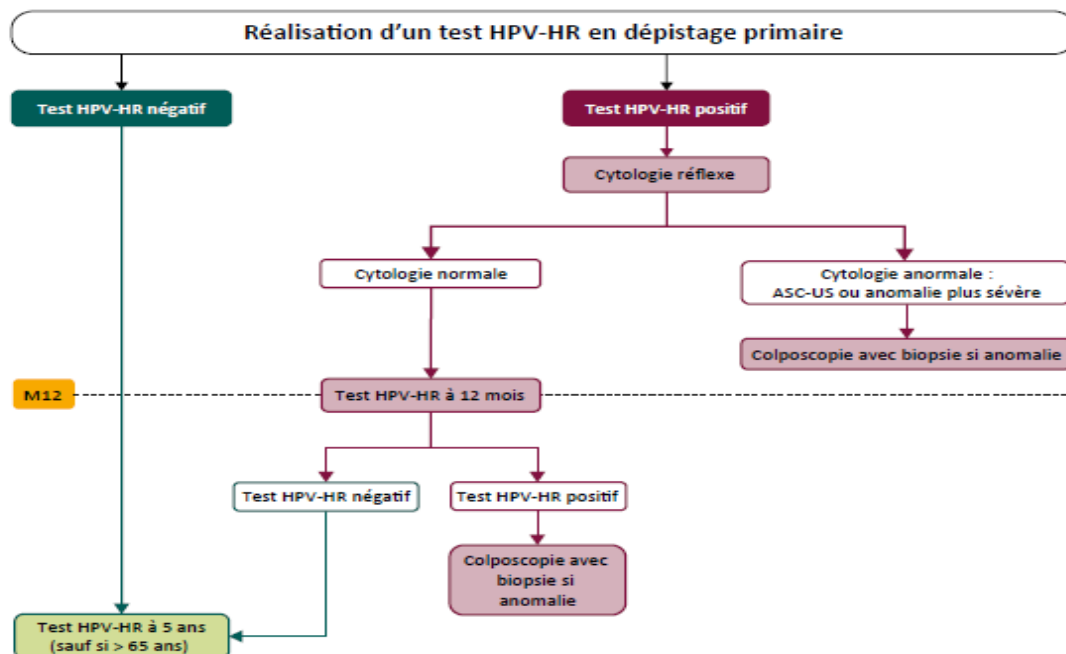 Réalisation d'un test HPV-HR en dépistage primaire
Test HPV-HR négatif
Test HPV-HR positif
Cytologie réflexe
Cytologie normale
Cytologie anormale :
ASC-US ou anomalie plus sévère
Colposcopie avec biopsie si anomalie
M12
Test HPV-HR à 12 mois
Test HPV-HR négatif
Test HPV-HR positif
Colposcopie avec
biopsie si
anomalie
Test HPV-HR à 5 ans
(sauf si > 65 ans)